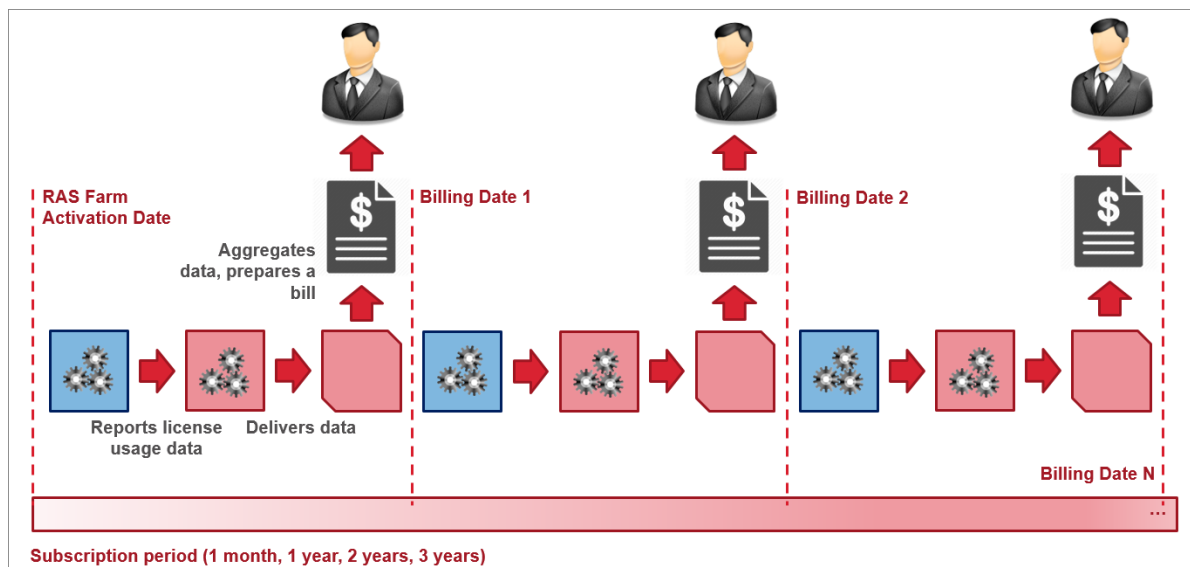 RAS Farm
Activation Date
Billing Date 1
Billing Date 2
$
$
$
Aggregates
data, prepares a
bill
Reports license
usage data
Delivers data
Billing Date N
...
Subscription period (1 month, 1 year, 2 years, 3 years)